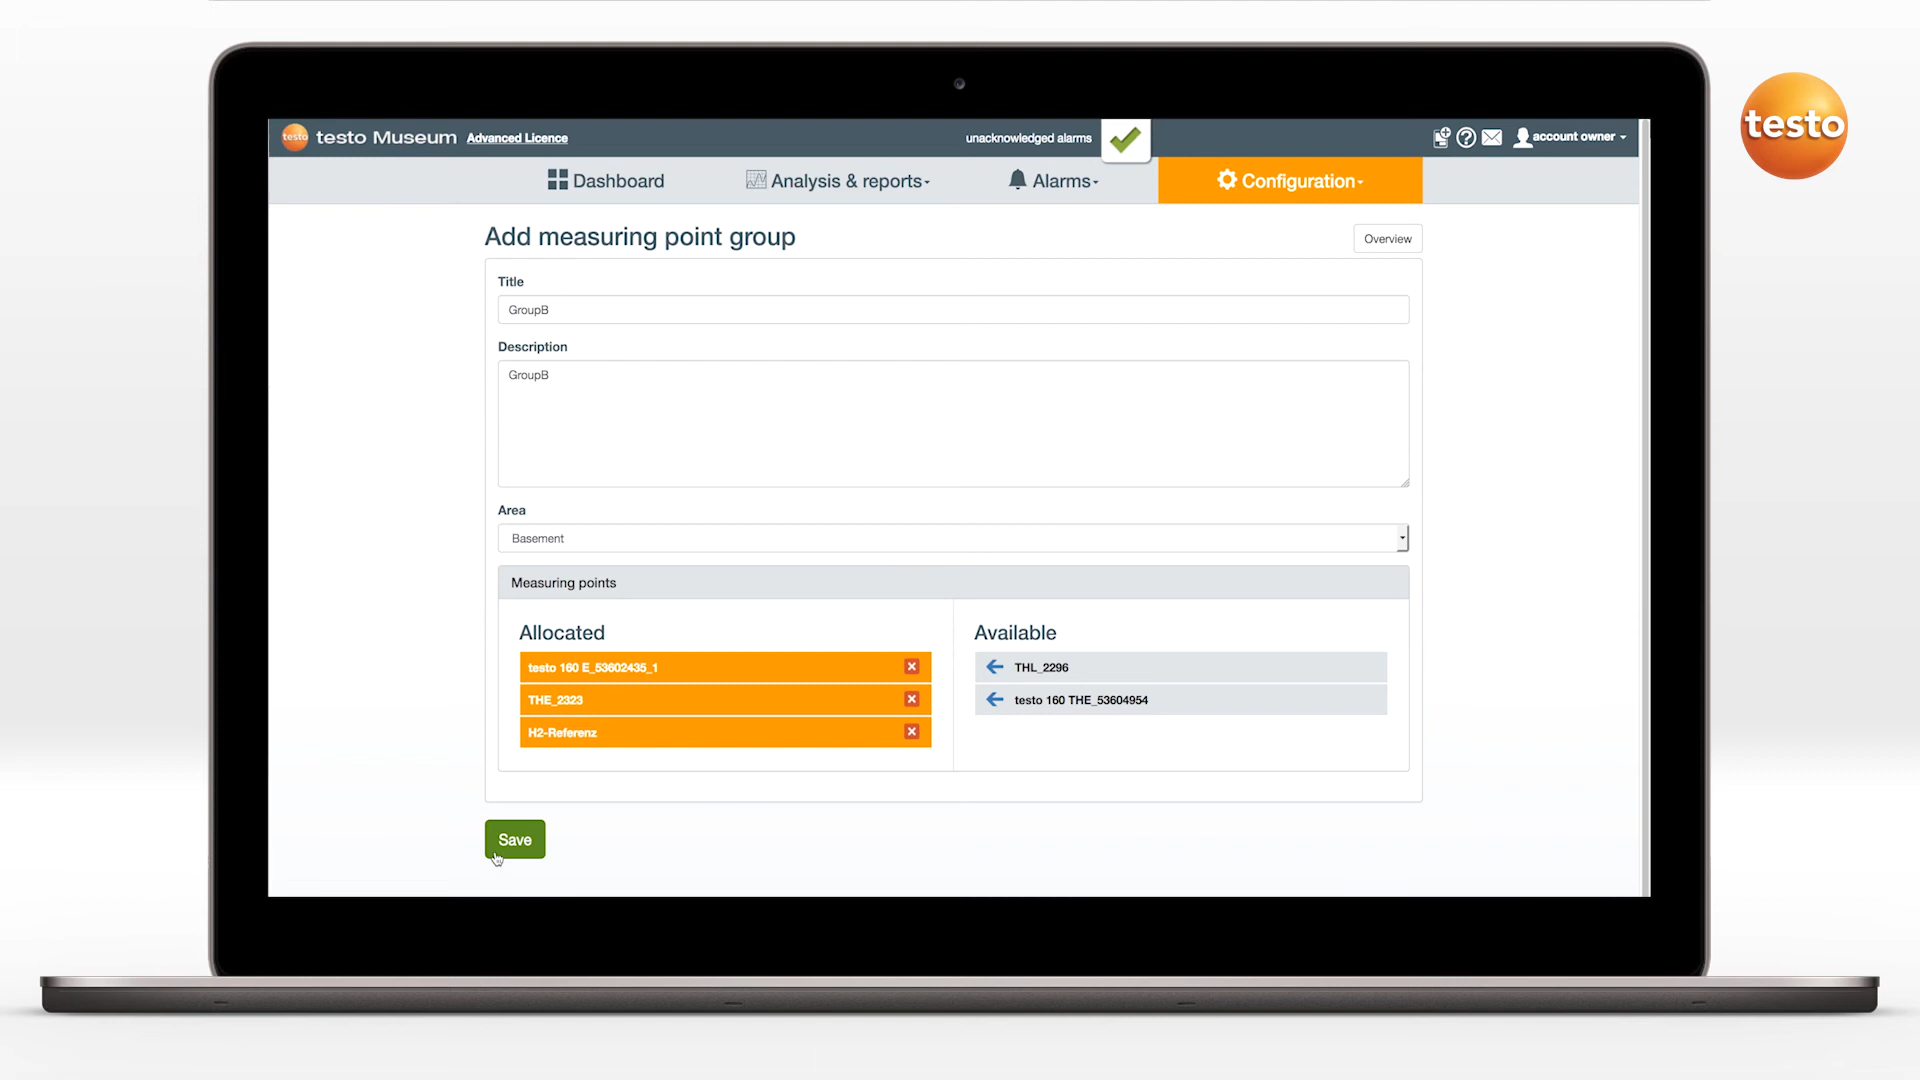 testo
testo testo Museum Advanced Licence unacknowledged alarms account owner
Dashboard Analysis & reports Alarms Configuration
Add measuring point group Overview
Title
GroupB
Description
GroupB
Area
Basement
Measuring points
Allocated Available
testo 160 E_53602435_1 THL_2296
THE_2323 testo 160 THE_53604954
H2-Referenz
Save